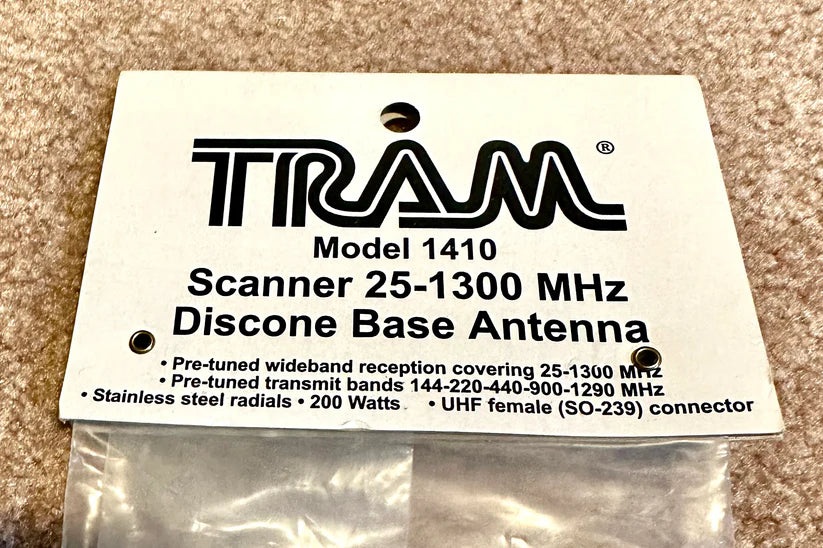 TRAM®
Model 1410
Scanner 25-1300 MHz
Discone Base Antenna
• Pre-tuned wideband reception covering 25-1300 MHz
• Pre-tuned transmit bands 144-220-440-900-1290 MHz
• Stainless steel radials • 200 Watts • UHF female (SO-239) connector